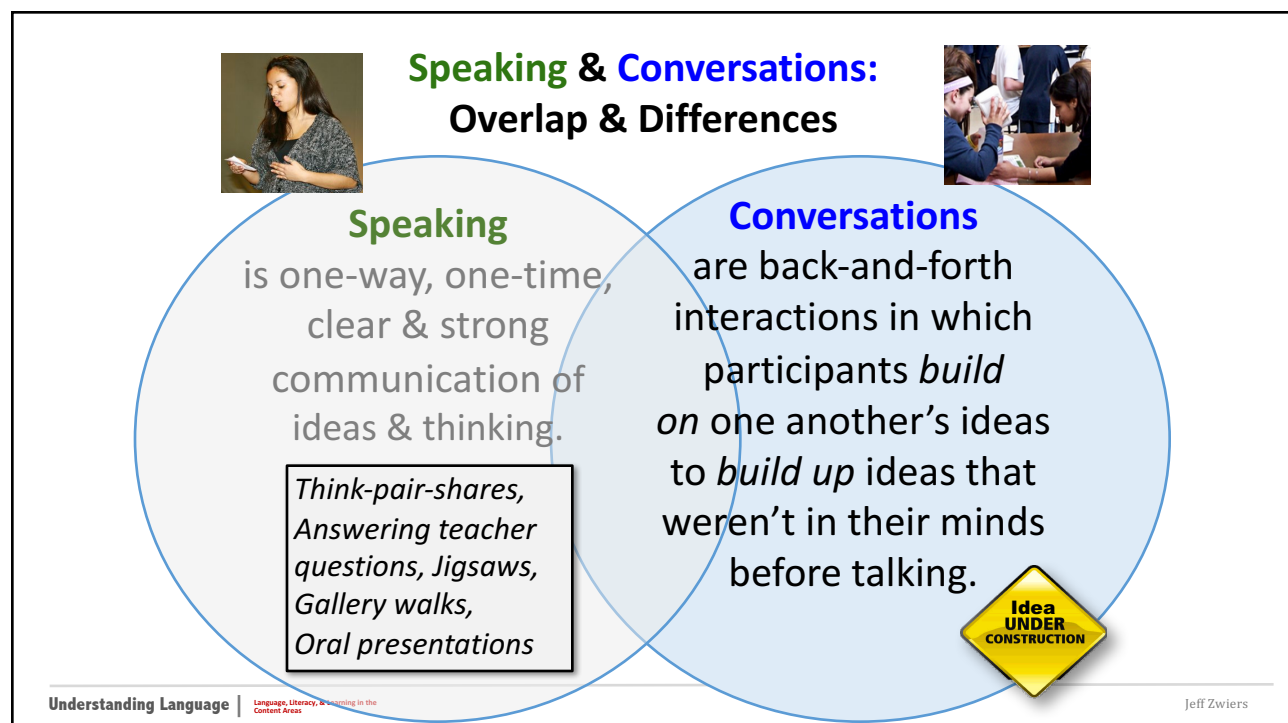 Speaking & Conversations:
Overlap & Differences
Speaking
is one-way, one-time,
clear & strong
communication of
ideas & thinking.
Think-pair-shares,
Answering teacher
questions, Jigsaws,
Gallery walks,
Oral presentations
Conversations
are back-and-forth
interactions in which
participants build
on one another’s ideas
to build up ideas that
weren’t in their minds
before talking.
Idea
UNDER
CONSTRUCTION
Understanding Language |
Language, Literacy, & Learning in the
Content Areas
Jeff Zwiers